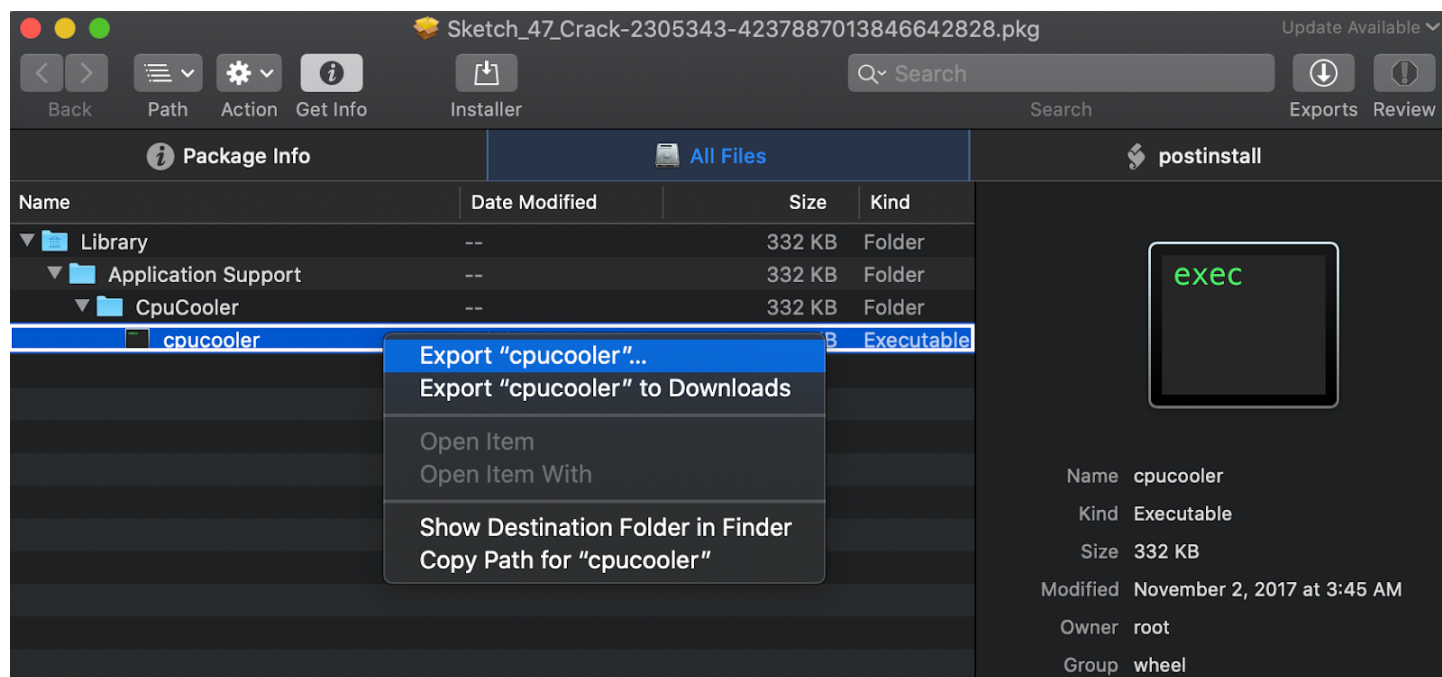 Sketch_47_Crack-2305343-4237887013846642828.pkg
Update Available
Search
Back Path Action Get Info Installer Search Exports Review
Package Info All Files postinstall
Name Date Modified Size Kind
Library -- 332 KB Folder
Application Support -- 332 KB Folder
CpuCooler -- 332 KB Folder
cpucooler B Executable
Export “cpucooler”...
Export “cpucooler” to Downloads
Open Item
Open Item With
Show Destination Folder in Finder
Copy Path for “cpucooler”
exec
Name cpucooler
Kind Executable
Size 332 KB
Modified November 2, 2017 at 3:45 AM
Owner root
Group wheel